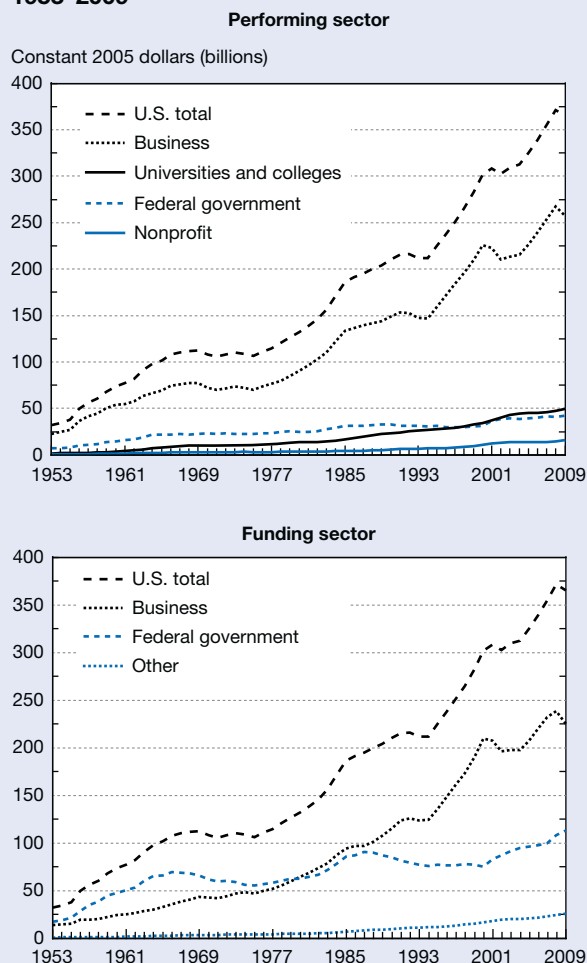 Performing sector
Constant 2005 dollars (billions)
400
350
300
250
200
150
100
50
0
U.S. total
Business
Universities and colleges
Federal government
Nonprofit
1953 1961 1969 1977 1985 1993 2001 2009
Funding sector
400
350
300
250
200
150
100
50
0
U.S. total
Business
Federal government
Other
1953 1961 1969 1977 1985 1993 2001 2009